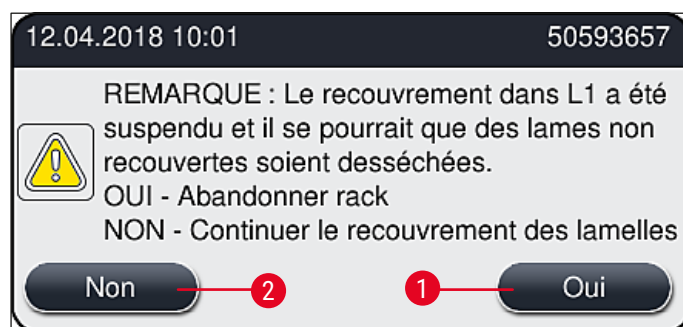 12.04.2018 10:01 50593657
REMARQUE : Le recouvrement dans L1 a été
suspendu et il se pourrait que des lames non
recouvertes soient desséchées.
OUI - Abandonner rack
NON - Continuer le recouvrement des lamelles
Non 2 1 Oui